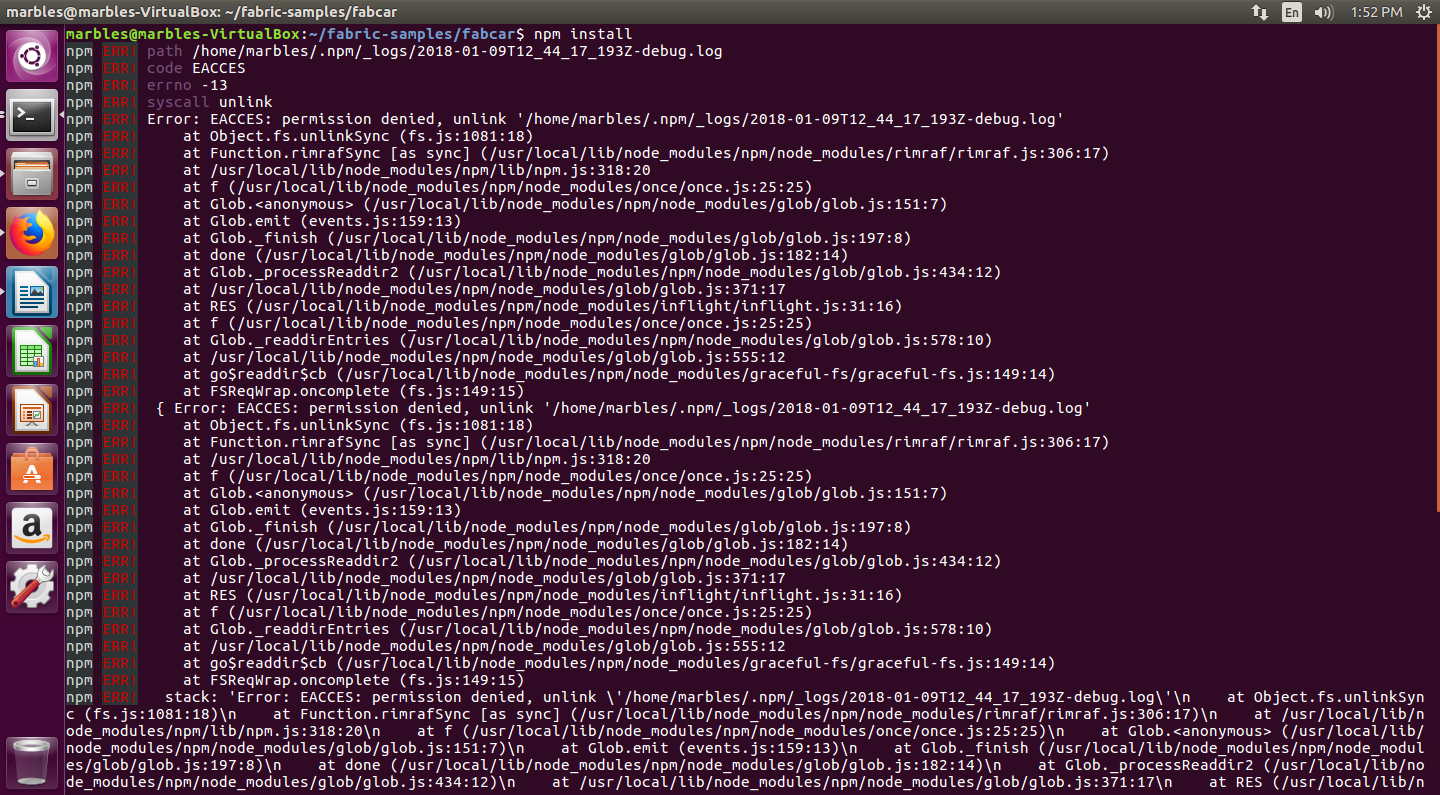 marbles@marbles-VirtualBox: ~/fabric-samples/fabcar
En
1:52 PM
marbles@marbles-VirtualBox:~/fabric-samples/fabcar$ npm install
npm ERR! path /home/marbles/.npm/_logs/2018-01-09T12_44_17_193Z-debug.log
npm ERR! code EACCES
npm ERR! errno -13
npm ERR! syscall unlink
npm ERR! Error: EACCES: permission denied, unlink '/home/marbles/.npm/_logs/2018-01-09T12_44_17_193Z-debug.log'
npm ERR!     at Object.fs.unlinkSync (fs.js:1081:18)
npm ERR!     at Function.rimrafSync [as sync] (/usr/local/lib/node_modules/npm/node_modules/rimraf/rimraf.js:306:17)
npm ERR!     at /usr/local/lib/node_modules/npm/lib/npm.js:318:20
npm ERR!     at f (/usr/local/lib/node_modules/npm/node_modules/once/once.js:25:25)
npm ERR!     at Glob.<anonymous> (/usr/local/lib/node_modules/npm/node_modules/glob/glob.js:151:7)
npm ERR!     at Glob.emit (events.js:159:13)
npm ERR!     at Glob._finish (/usr/local/lib/node_modules/npm/node_modules/glob/glob.js:197:8)
npm ERR!     at done (/usr/local/lib/node_modules/npm/node_modules/glob/glob.js:182:14)
npm ERR!     at Glob._processReaddir2 (/usr/local/lib/node_modules/npm/node_modules/glob/glob.js:434:12)
npm ERR!     at /usr/local/lib/node_modules/npm/node_modules/glob/glob.js:371:17
npm ERR!     at RES (/usr/local/lib/node_modules/npm/node_modules/inflight/inflight.js:31:16)
npm ERR!     at f (/usr/local/lib/node_modules/npm/node_modules/once/once.js:25:25)
npm ERR!     at Glob._readdirEntries (/usr/local/lib/node_modules/npm/node_modules/glob/glob.js:578:10)
npm ERR!     at /usr/local/lib/node_modules/npm/node_modules/glob/glob.js:555:12
npm ERR!     at go$readdir$cb (/usr/local/lib/node_modules/npm/node_modules/graceful-fs/graceful-fs.js:149:14)
npm ERR!     at FSReqWrap.oncomplete (fs.js:149:15)
npm ERR!  { Error: EACCES: permission denied, unlink '/home/marbles/.npm/_logs/2018-01-09T12_44_17_193Z-debug.log'
npm ERR!     at Object.fs.unlinkSync (fs.js:1081:18)
npm ERR!     at Function.rimrafSync [as sync] (/usr/local/lib/node_modules/npm/node_modules/rimraf/rimraf.js:306:17)
npm ERR!     at /usr/local/lib/node_modules/npm/lib/npm.js:318:20
npm ERR!     at f (/usr/local/lib/node_modules/npm/node_modules/once/once.js:25:25)
npm ERR!     at Glob.<anonymous> (/usr/local/lib/node_modules/npm/node_modules/glob/glob.js:151:7)
npm ERR!     at Glob.emit (events.js:159:13)
npm ERR!     at Glob._finish (/usr/local/lib/node_modules/npm/node_modules/glob/glob.js:197:8)
npm ERR!     at done (/usr/local/lib/node_modules/npm/node_modules/glob/glob.js:182:14)
npm ERR!     at Glob._processReaddir2 (/usr/local/lib/node_modules/npm/node_modules/glob/glob.js:434:12)
npm ERR!     at /usr/local/lib/node_modules/npm/node_modules/glob/glob.js:371:17
npm ERR!     at RES (/usr/local/lib/node_modules/npm/node_modules/inflight/inflight.js:31:16)
npm ERR!     at f (/usr/local/lib/node_modules/npm/node_modules/once/once.js:25:25)
npm ERR!     at Glob._readdirEntries (/usr/local/lib/node_modules/npm/node_modules/glob/glob.js:578:10)
npm ERR!     at /usr/local/lib/node_modules/npm/node_modules/glob/glob.js:555:12
npm ERR!     at go$readdir$cb (/usr/local/lib/node_modules/npm/node_modules/graceful-fs/graceful-fs.js:149:14)
npm ERR!     at FSReqWrap.oncomplete (fs.js:149:15)
npm ERR!   stack: 'Error: EACCES: permission denied, unlink \'/home/marbles/.npm/_logs/2018-01-09T12_44_17_193Z-debug.log\'\n    at Object.fs.unlinkSyn
c (fs.js:1081:18)\n    at Function.rimrafSync [as sync] (/usr/local/lib/node_modules/npm/node_modules/rimraf/rimraf.js:306:17)\n    at /usr/local/lib/n
ode_modules/npm/lib/npm.js:318:20\n    at f (/usr/local/lib/node_modules/npm/node_modules/once/once.js:25:25)\n    at Glob.<anonymous> (/usr/local/lib/
node_modules/npm/node_modules/glob/glob.js:151:7)\n    at Glob.emit (events.js:159:13)\n    at Glob._finish (/usr/local/lib/node_modules/npm/node_modul
es/glob/glob.js:197:8)\n    at done (/usr/local/lib/node_modules/npm/node_modules/glob/glob.js:182:14)\n    at Glob._processReaddir2 (/usr/local/lib/no
de_modules/npm/node_modules/glob/glob.js:434:12)\n    at /usr/local/lib/node_modules/npm/node_modules/glob/glob.js:371:17\n    at RES (/usr/local/lib/n